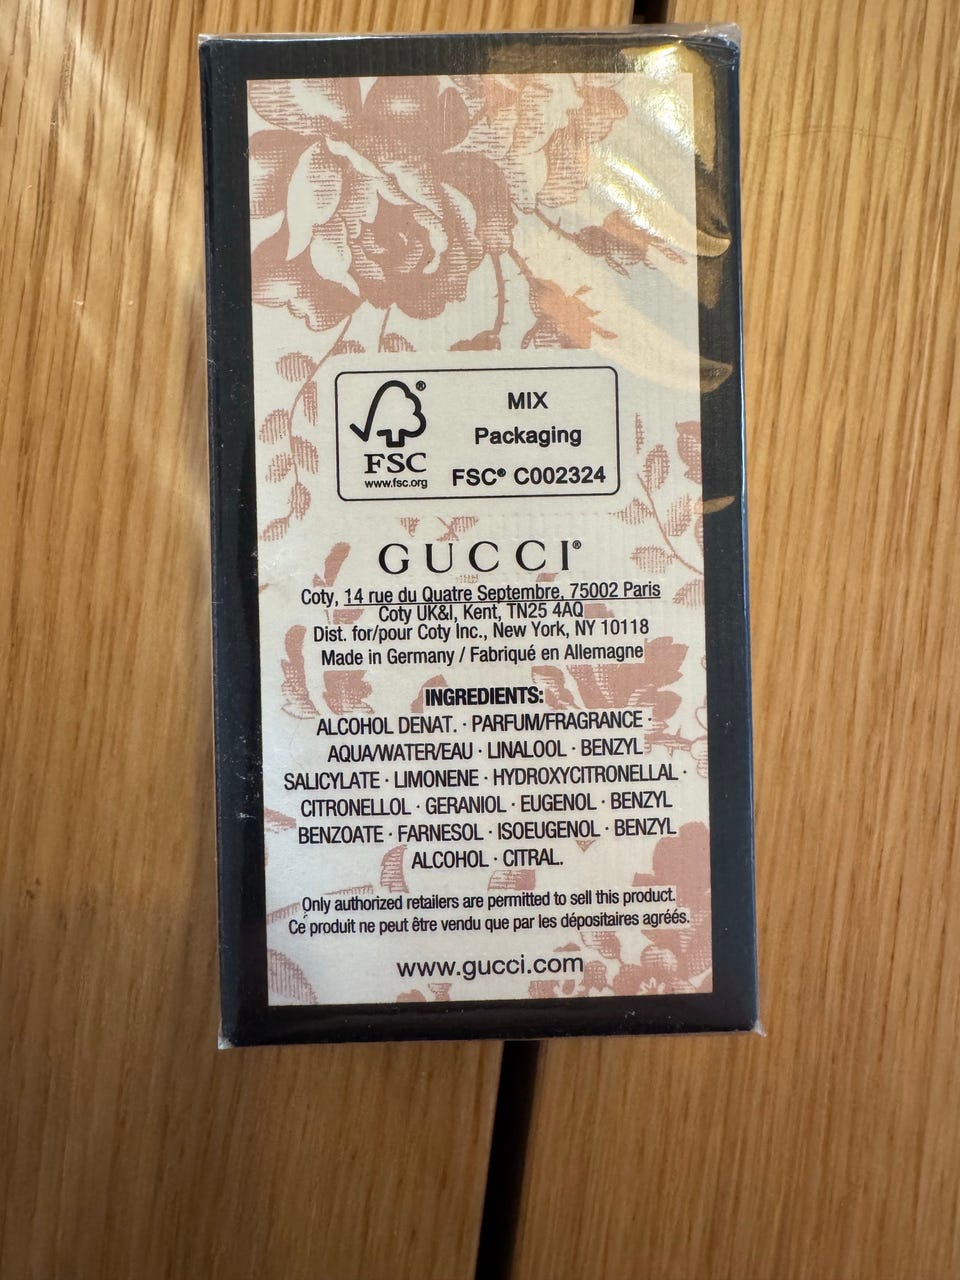 MIX
Packaging
FSC®
www.fsc.org
FSC® C002324
GUCCI®
Coty, 14 rue du Quatre Septembre, 75002 Paris
Coty UK&I, Kent, TN25 4AQ
Dist. for/pour Coty Inc., New York, NY 10118
Made in Germany / Fabriqué en Allemagne
INGREDIENTS:
ALCOHOL DENAT. · PARFUM/FRAGRANCE ·
AQUA/WATER/EAU · LINALOOL · BENZYL
SALICYLATE · LIMONENE · HYDROXYCITRONELLAL ·
CITRONELLOL · GERANIOL · EUGENOL · BENZYL
BENZOATE · FARNESOL · ISOEUGENOL · BENZYL
ALCOHOL · CITRAL.
Only authorized retailers are permitted to sell this product.
Ce produit ne peut être vendu que par les dépositaires agréés.
www.gucci.com